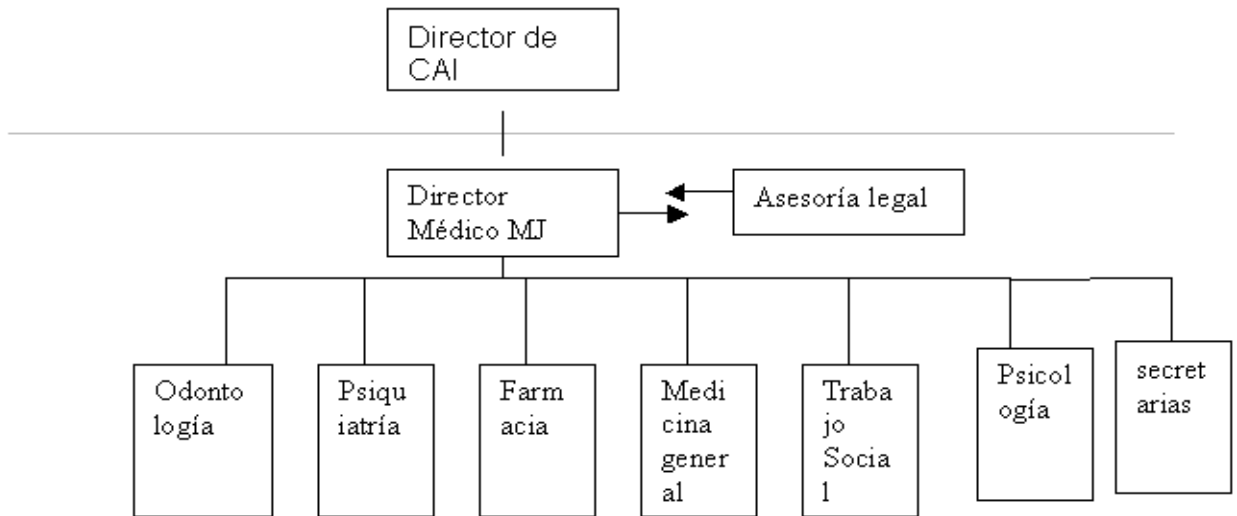 Director de
CAI
Director
Médico MJ
Asesoría legal
Odonto
logía
Psiqu
iatría
Farm
acia
Medi
cina
gener
al
Traba
jo
Socia
l
Psicol
ogía
secret
arias